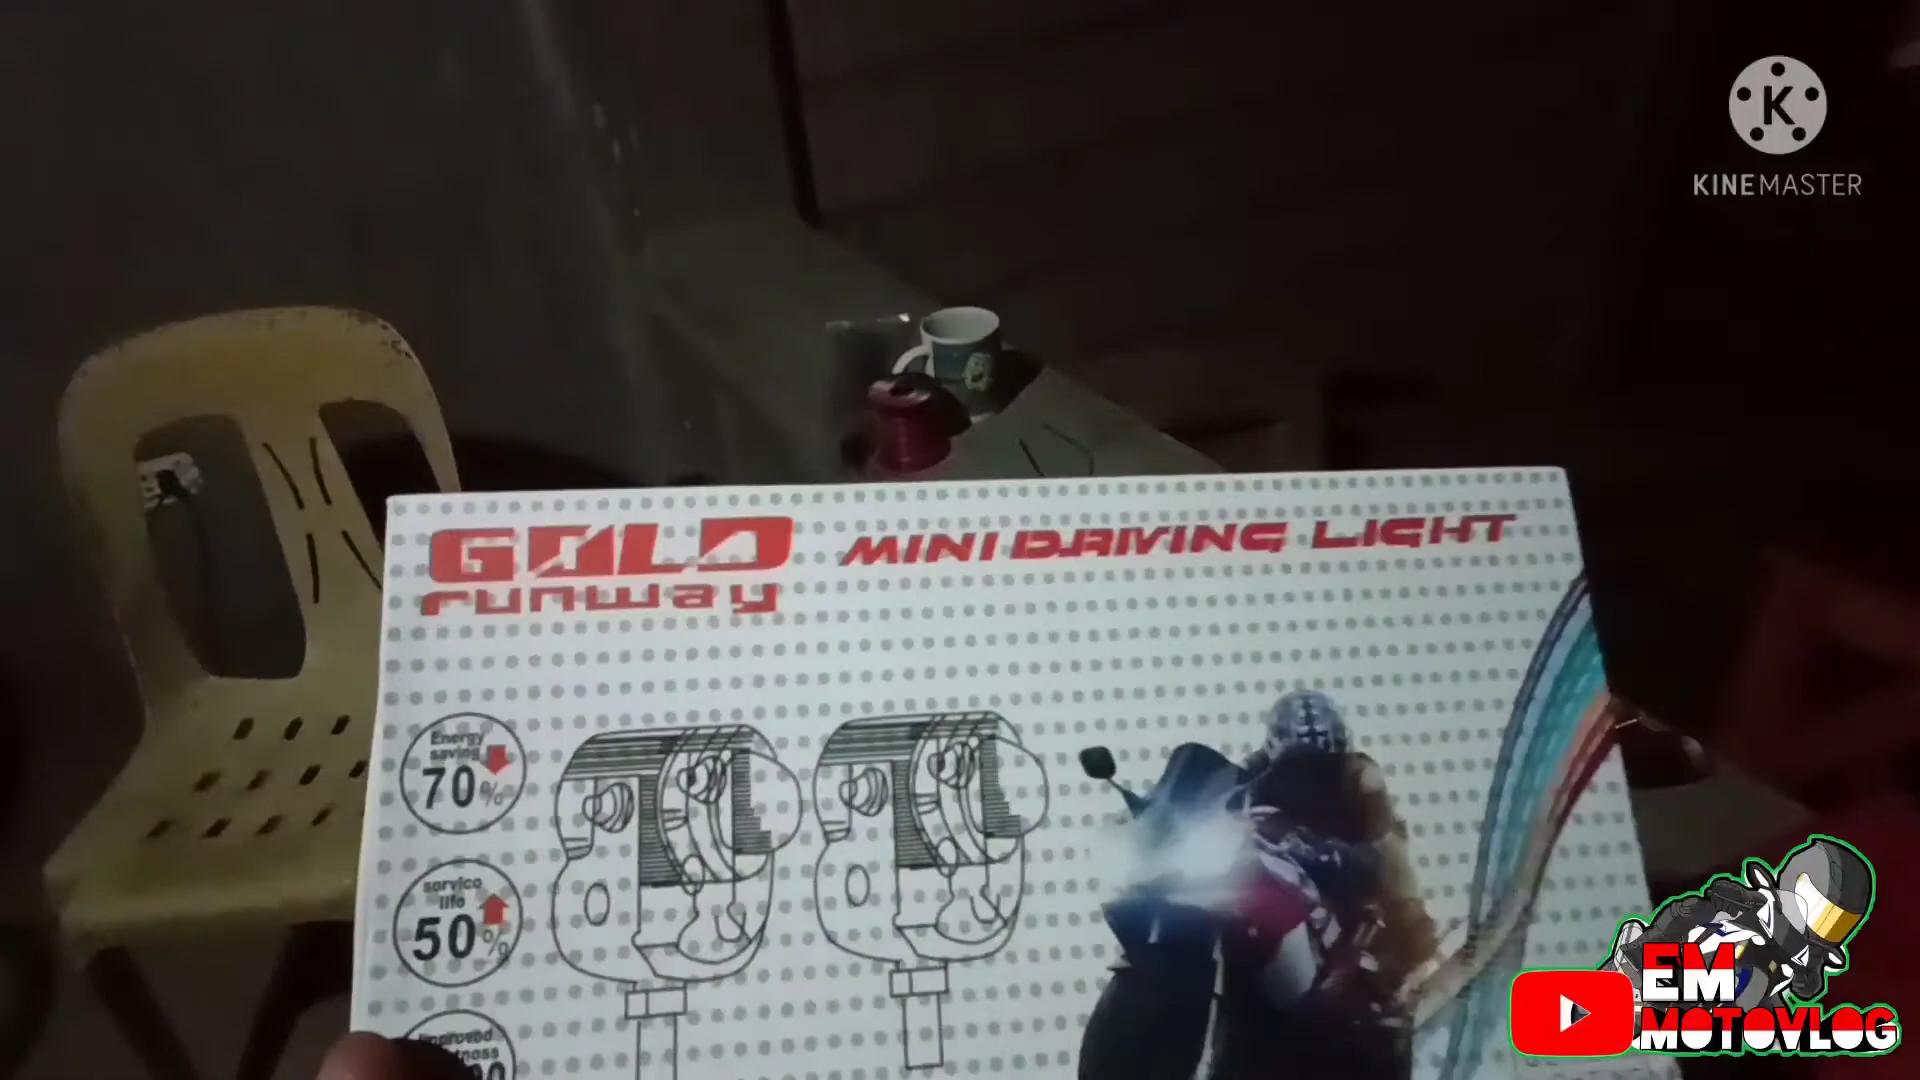 K
KINEMASTER
GOLD
runway
MINI DRIVING LIGHT
Energy
saving
70%
service
life
50%
EM
MOTOVLOG